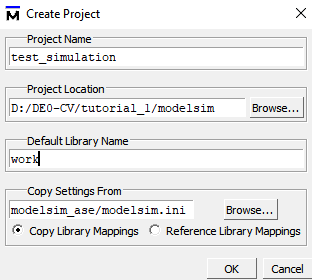 Create Project
Project Name
test_simulation
Project Location
D:/DE0-CV/tutorial_1/modelsim
Browse...
Default Library Name
work
Copy Settings From
modelsim_ase/modelsim.ini
Browse...
Copy Library Mappings
Reference Library Mappings
OK
Cancel